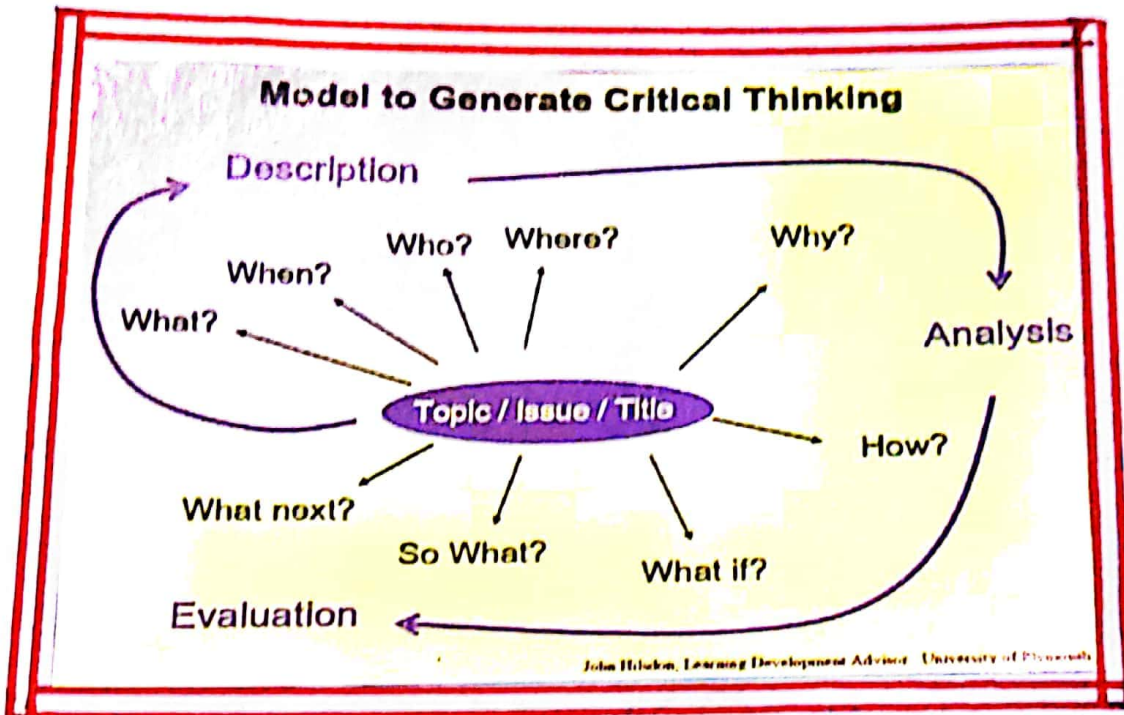 Model to Generate Critical Thinking
Description
Who?
Where?
Why?
When?
What?
Analysis
Topic / Issue / Title
How?
What next?
So What?
What if?
Evaluation
John Hilsdon, Learning Development Advisor University of Plymouth